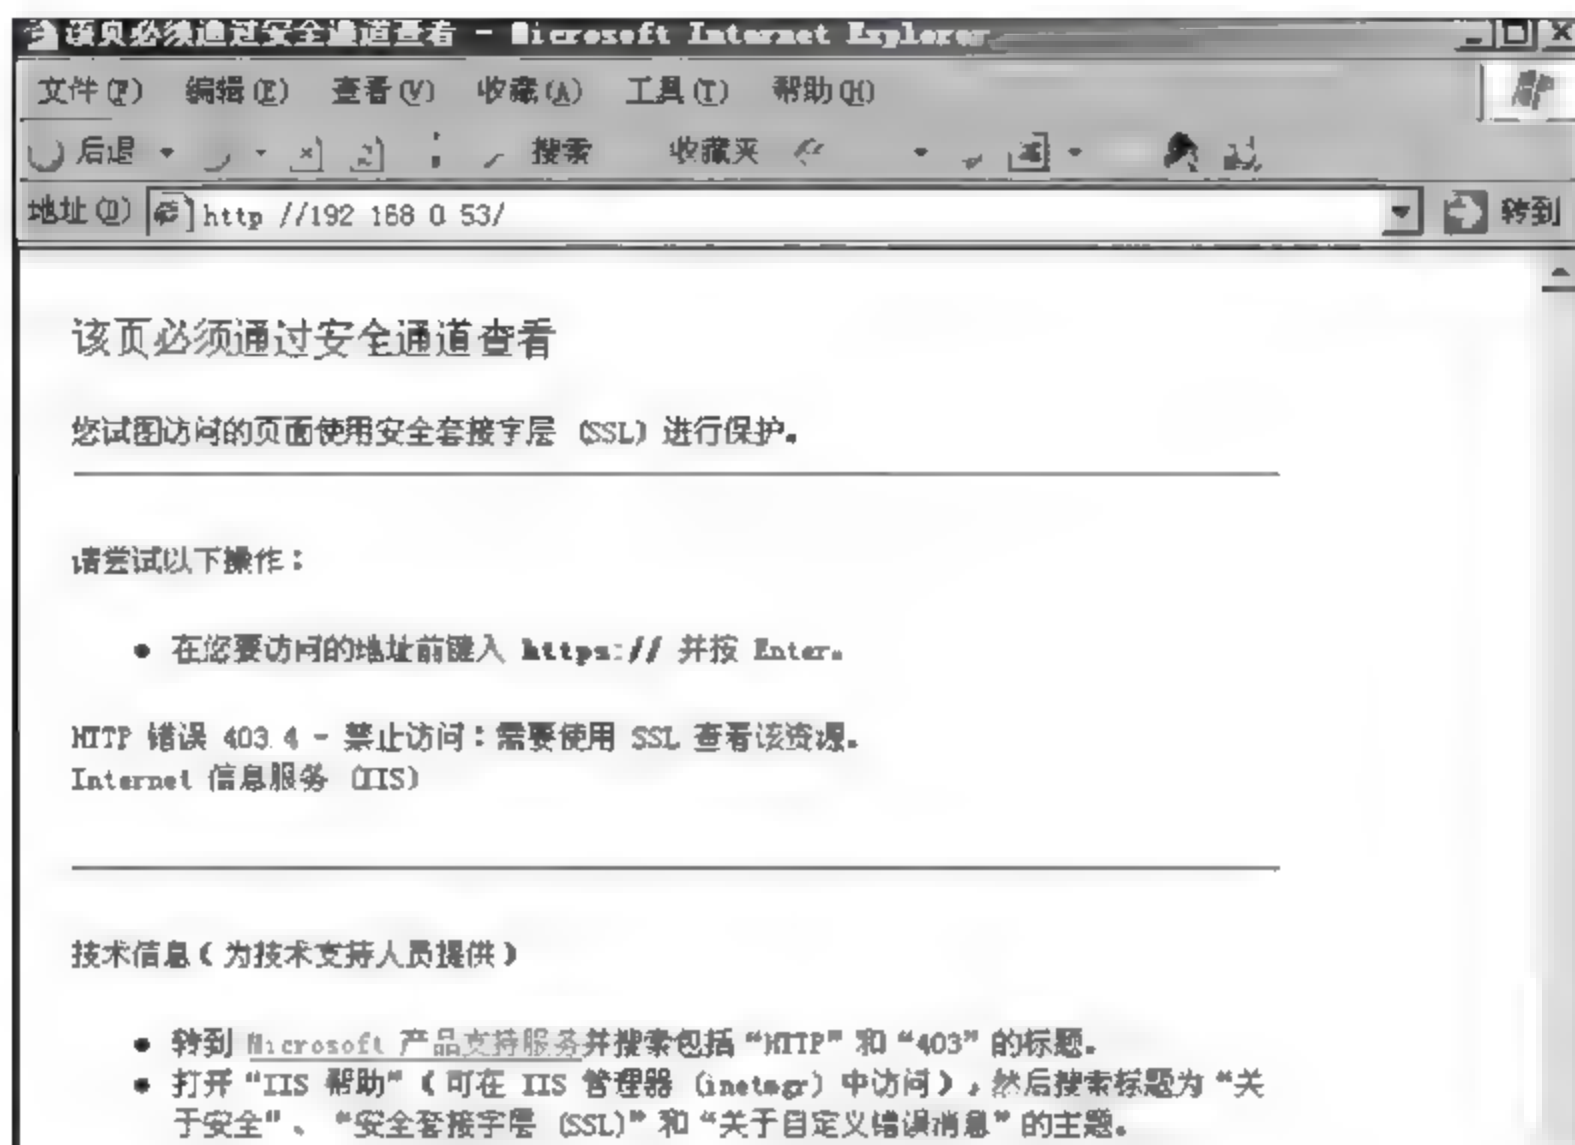 该页必须通过安全通道查看 - Microsoft Internet Explorer
文件(F) 编辑(E) 查看(V) 收藏(A) 工具(T) 帮助(H)
后退 搜索 收藏夹
地址(D) http //192 168 0 53/ 转到
该页必须通过安全通道查看
您试图访问的页面使用安全套接字层 (SSL) 进行保护。
请尝试以下操作：
● 在您要访问的地址前键入 https:// 并按 Enter。
HTTP 错误 403.4 - 禁止访问：需要使用 SSL 查看该资源。
Internet 信息服务 (IIS)
技术信息（为技术支持人员提供）
● 转到 Microsoft 产品支持服务并搜索包括“HTTP”和“403”的标题。
● 打开“IIS 帮助”（可在 IIS 管理器 (inetmgr) 中访问），然后搜索标题为“关
于安全”、“安全套接字层 (SSL)”和“关于自定义错误消息”的主题。